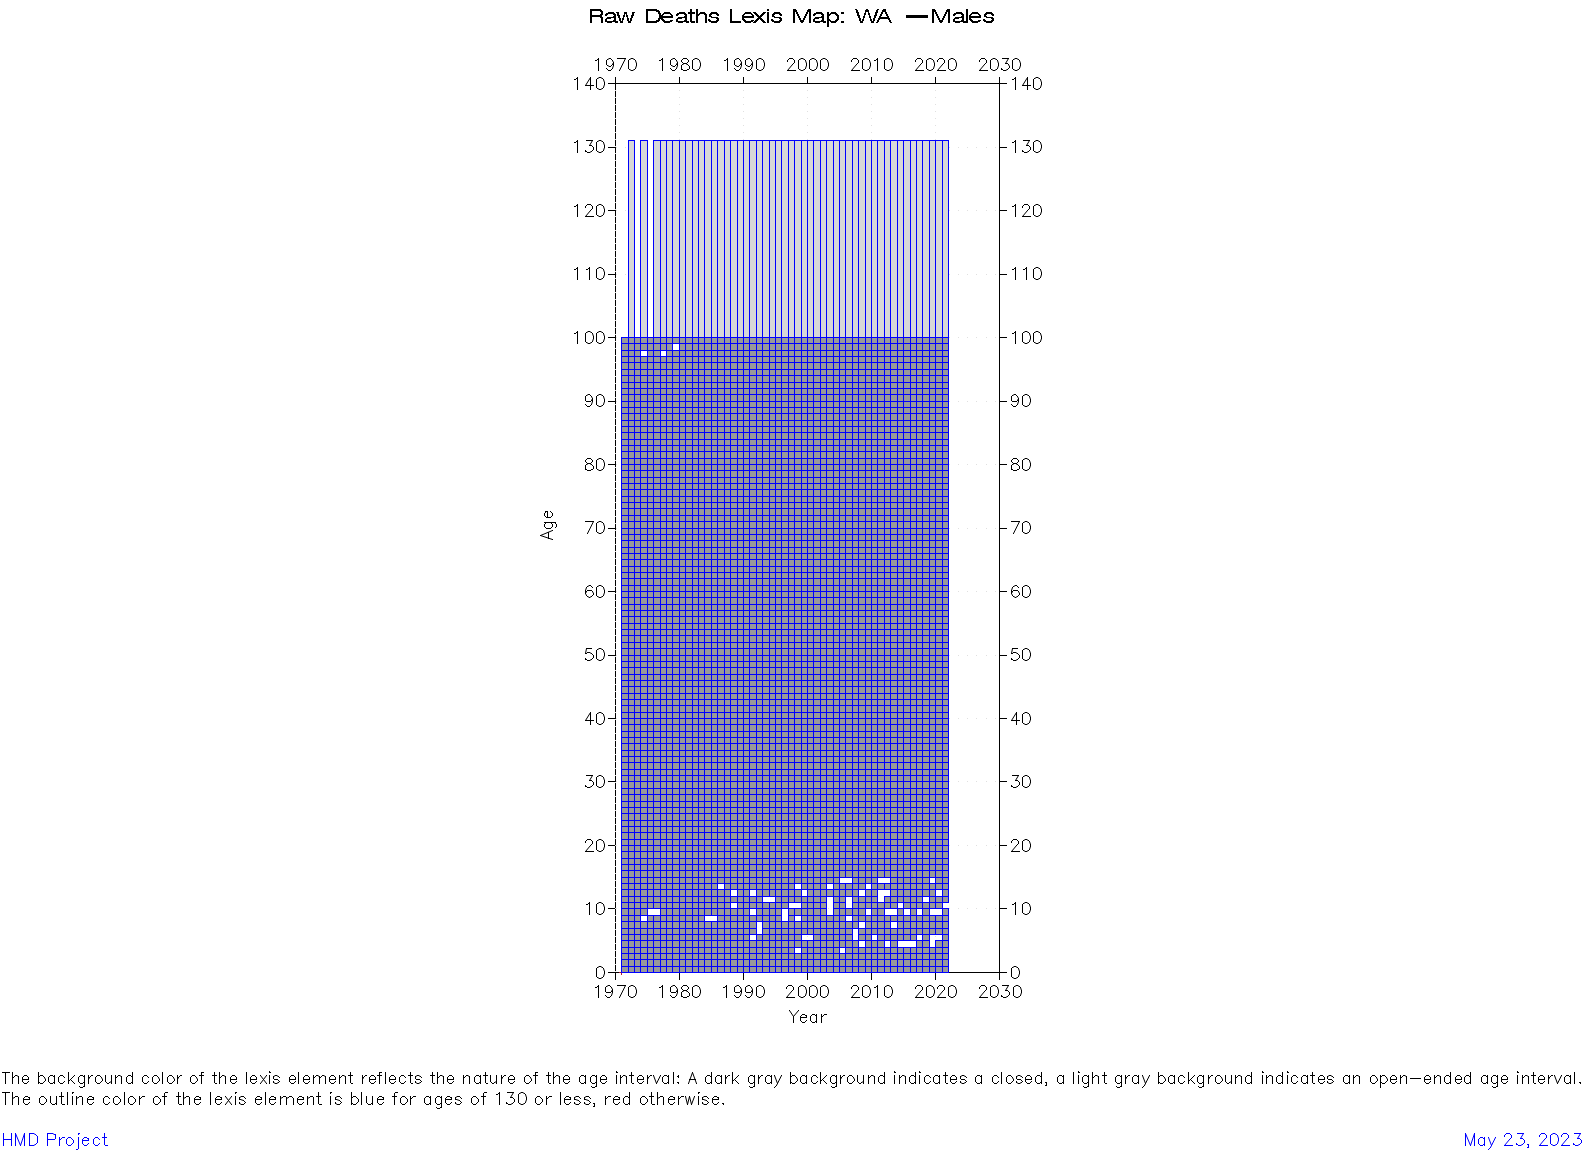 Raw Deaths Lexis Map: WA —Males
1970 1980 1990 2000 2010 2020 2030
140 140
130 130
120 120
110 110
100 100
90 90
80 80
70 70
60 60
Age
50 50
40 40
30 30
20 20
10 10
0 0
1970 1980 1990 2000 2010 2020 2030
Year
The background color of the lexis element reflects the nature of the age interval: A dark gray background indicates a closed, a light gray background indicates an open—ended age interval.
The outline color of the lexis element is blue for ages of 130 or less, red otherwise.
HMD Project May 23, 2023